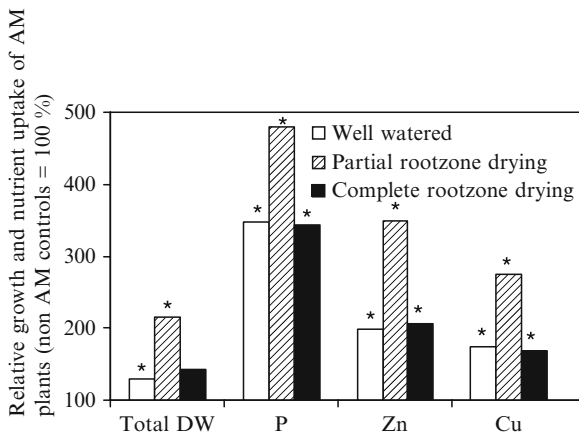 Relative growth and nutrient uptake of AM
plants (non AM controls = 100 %)
500
400
300
200
100
Well watered
Partial rootzone drying
Complete rootzone drying
* * *
* * *
* * *
* *
Total DW P Zn Cu